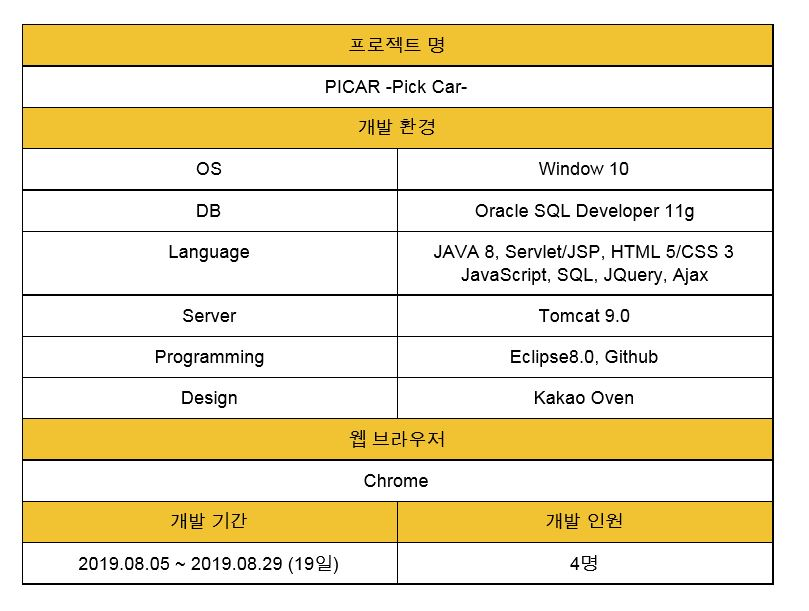 프로젝트 명
PICAR -Pick Car-
개발 환경
OS
Window 10
DB
Oracle SQL Developer 11g
Language
JAVA 8, Servlet/JSP, HTML 5/CSS 3
JavaScript, SQL, JQuery, Ajax
Server
Tomcat 9.0
Programming
Eclipse8.0, Github
Design
Kakao Oven
웹 브라우저
Chrome
개발 기간
개발 인원
2019.08.05 ~ 2019.08.29 (19일)
4명